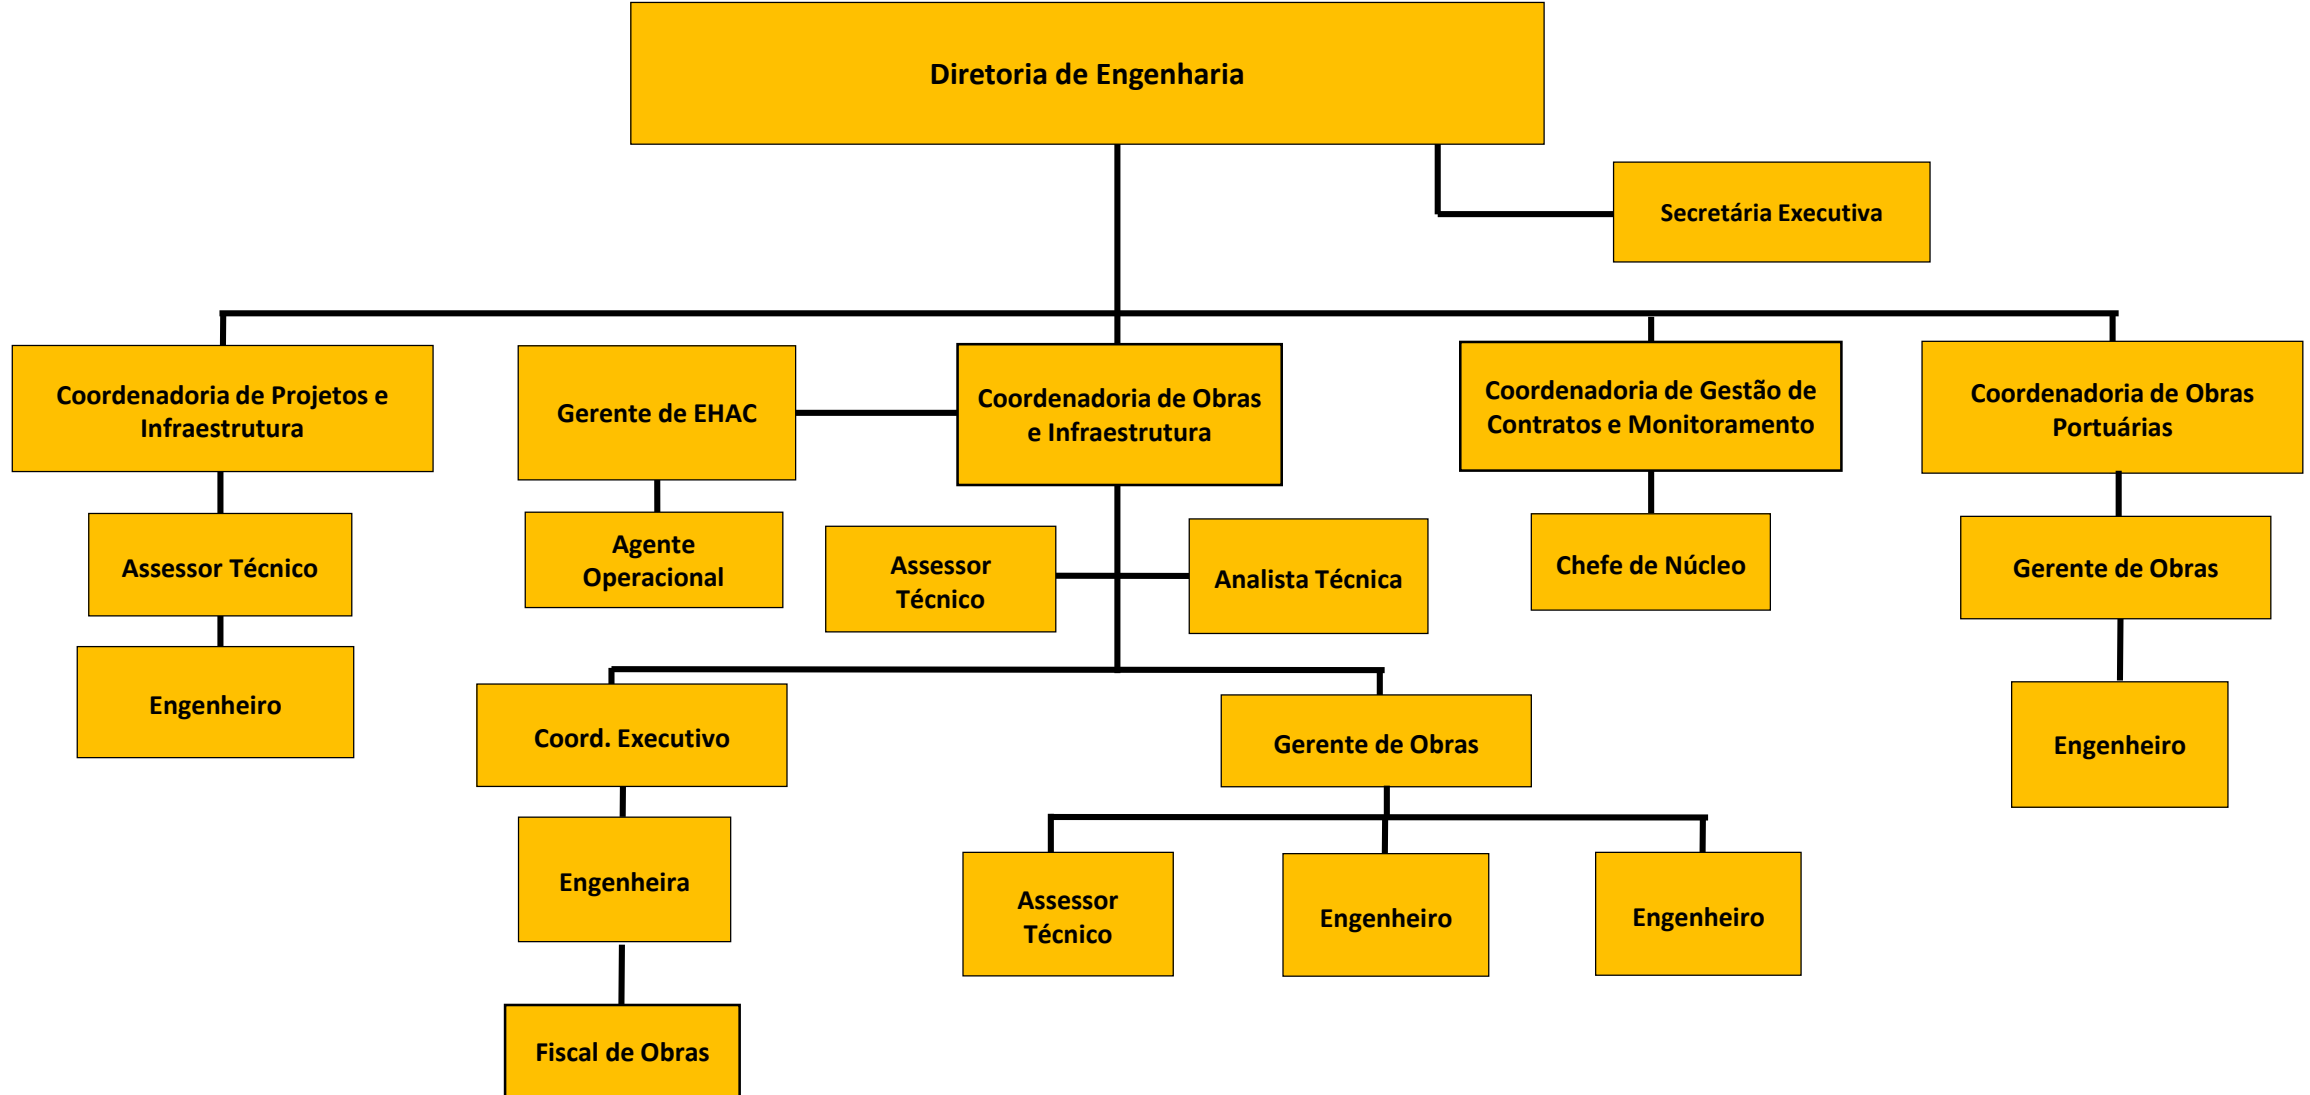 Diretoria de Engenharia
Secretária Executiva
Coordenadoria de Projetos e
Infraestrutura
Gerente de EHAC
Coordenadoria de Obras
e Infraestrutura
Coordenadoria de Gestão de
Contratos e Monitoramento
Coordenadoria de Obras
Portuárias
Assessor Técnico
Agente
Operacional
Assessor
Técnico
Analista Técnica
Chefe de Núcleo
Gerente de Obras
Engenheiro
Coord. Executivo
Gerente de Obras
Engenheiro
Engenheira
Assessor
Técnico
Engenheiro
Engenheiro
Fiscal de Obras